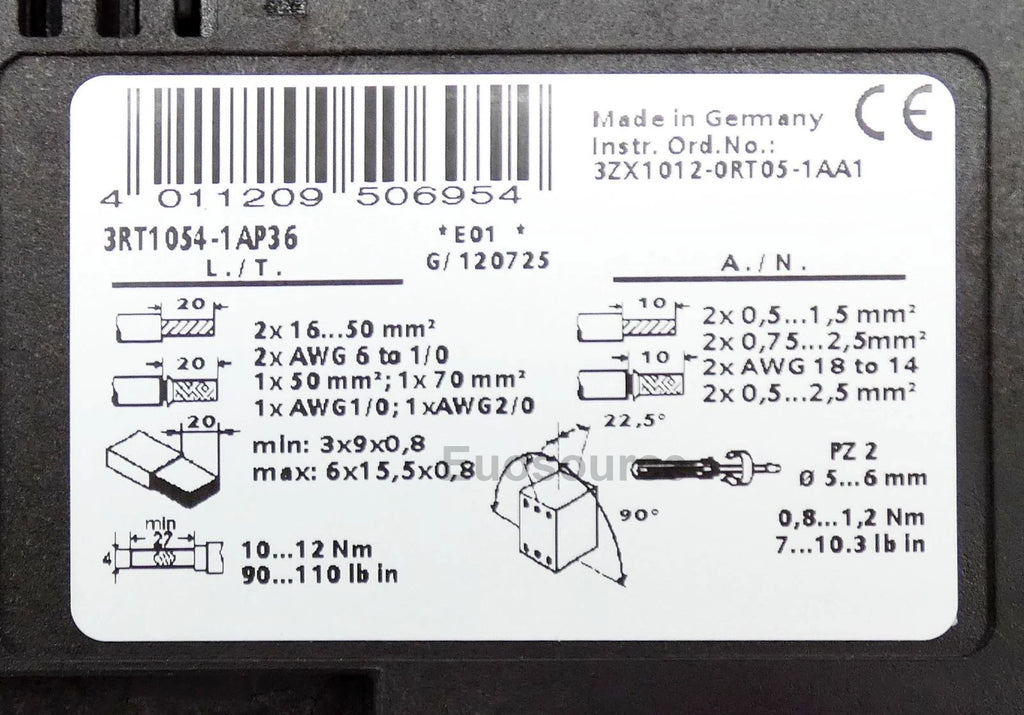 4 011209 506954
Made in Germany CE
Instr. Ord.No.:
3ZX1012-0RT05-1AA1
3RT1054-1AP36
*E01 *
G/120725
L./T.
20
2x 16...50 mm²
2x AWG 6 to 1/0
20
1x 50 mm²; 1x 70 mm²
1x AWG1/0; 1xAWG2/0
20
min: 3x9x0,8
max: 6x15,5x0,8
min
27
4
10...12 Nm
90...110 lb in
A./N.
10
2x 0,5...1,5 mm²
2x 0,75...2,5mm²
10
2x AWG 18 to 14
2x 0,5...2,5 mm²
22,5°
90°
PZ 2
Ø 5...6 mm
0,8...1,2 Nm
7...10.3 lb in
Euosource